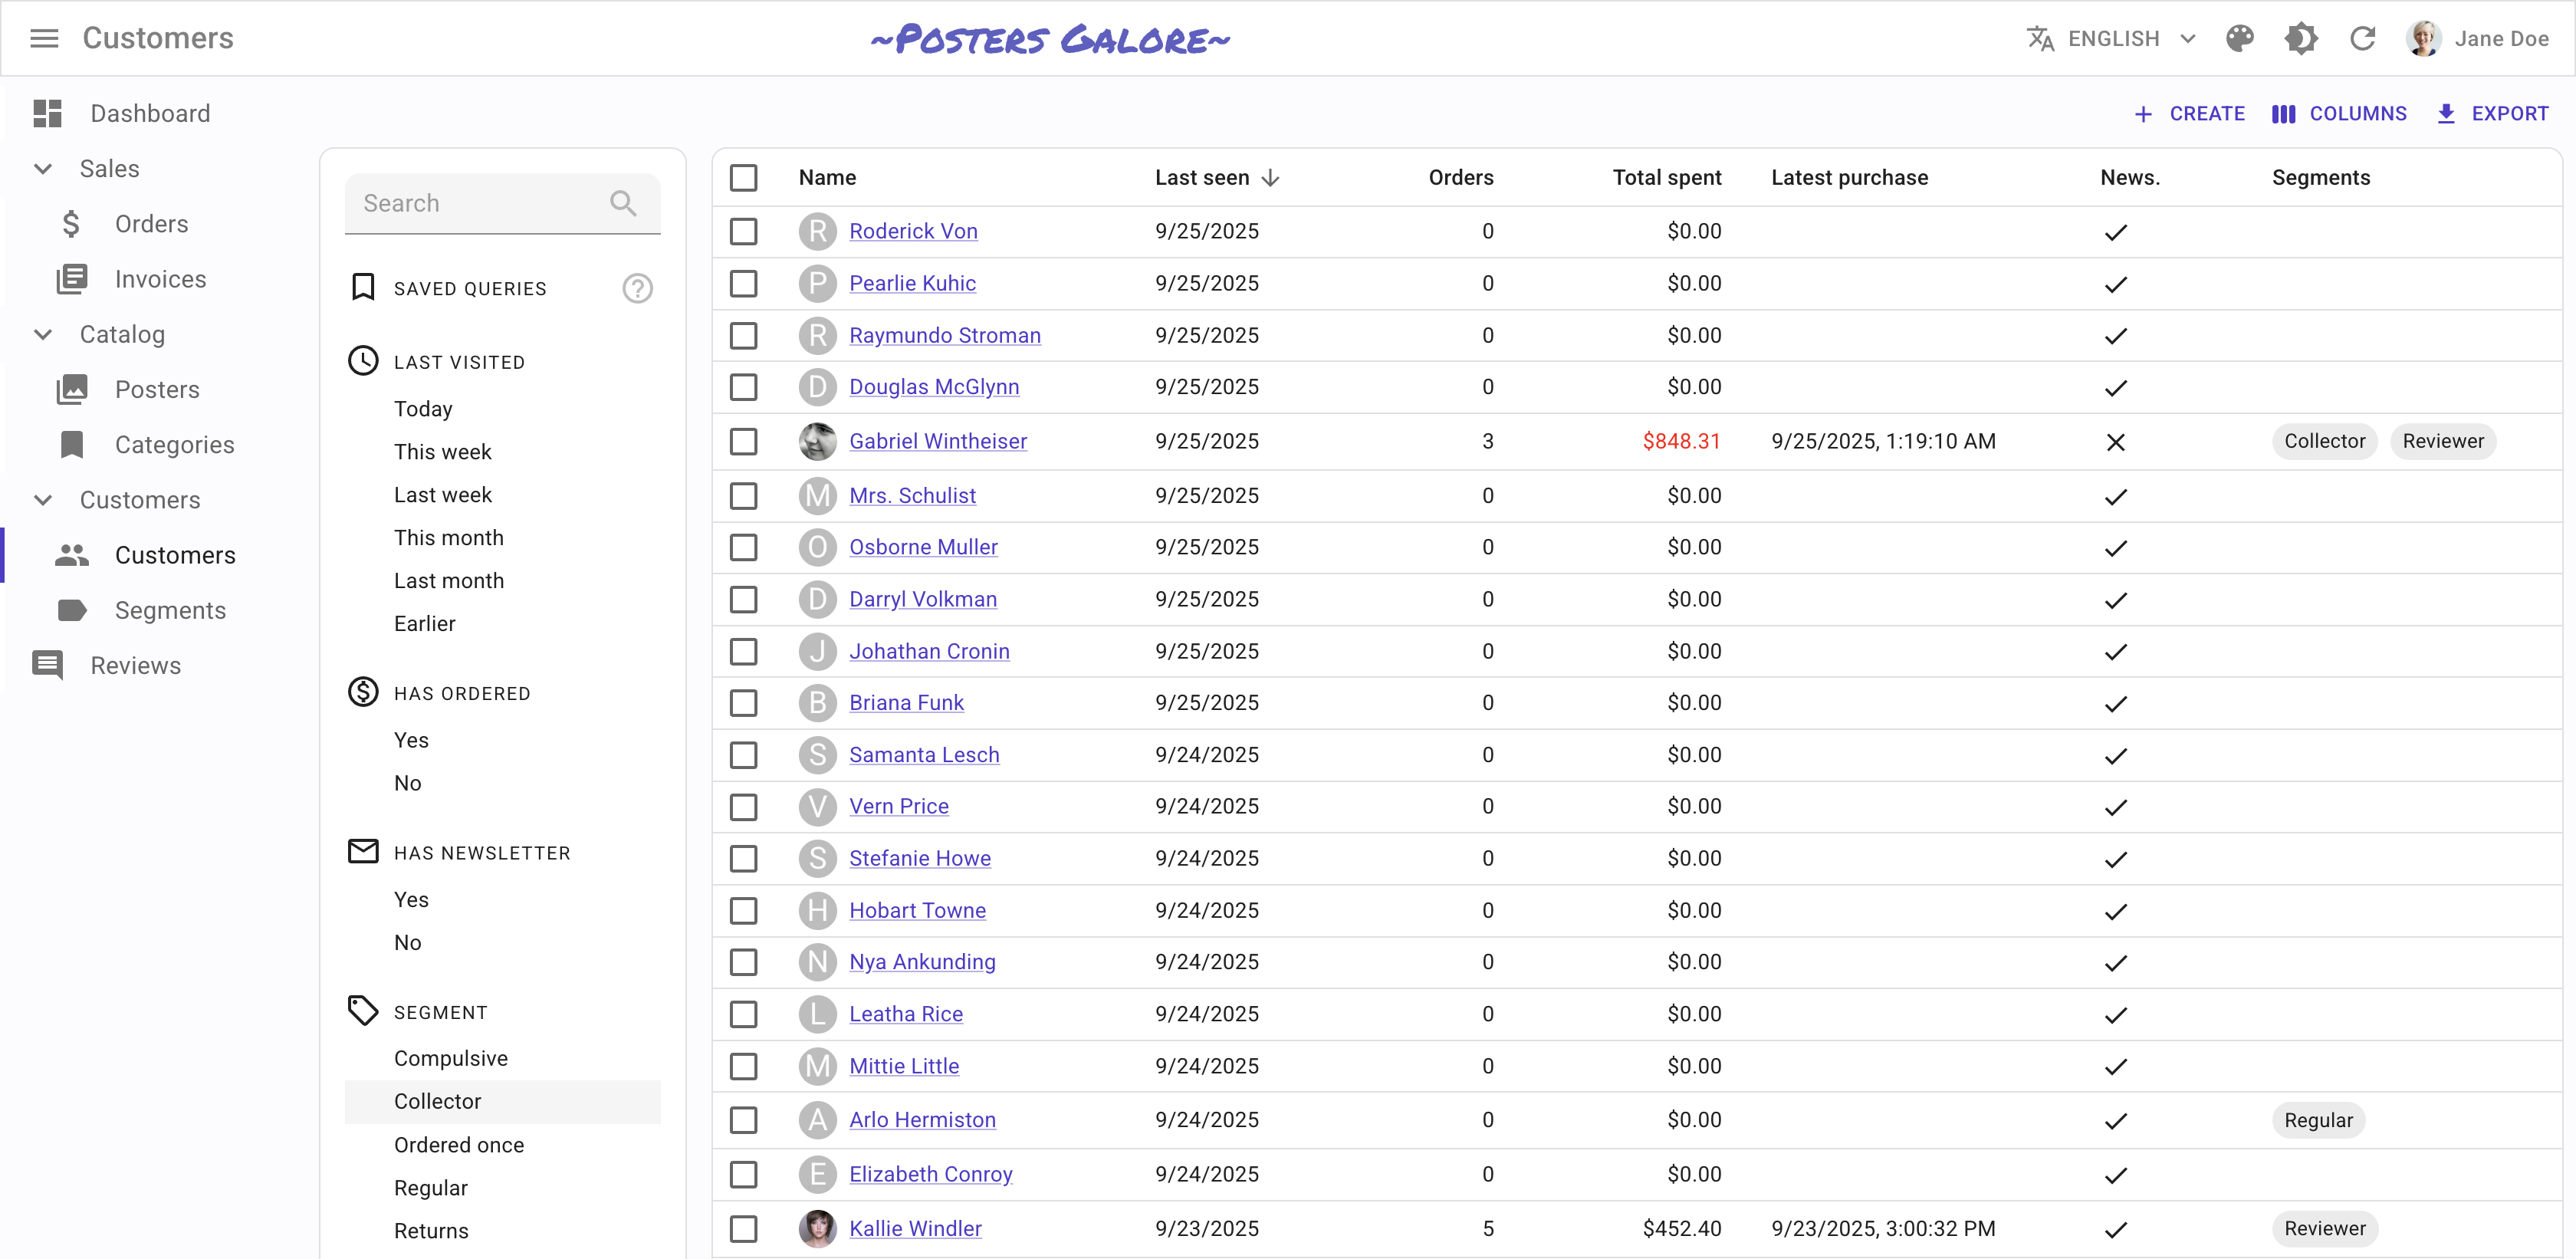 Customers
~Posters Galore~
ENGLISH
Jane Doe
Dashboard
Sales
Orders
Invoices
Catalog
Posters
Categories
Customers
Customers
Segments
Reviews
CREATE
COLUMNS
EXPORT
Search
SAVED QUERIES
LAST VISITED
Today
This week
Last week
This month
Last month
Earlier
HAS ORDERED
Yes
No
HAS NEWSLETTER
Yes
No
SEGMENT
Compulsive
Collector
Ordered once
Regular
Returns
Name Last seen Orders Total spent Latest purchase News. Segments
R Roderick Von 9/25/2025 0 $0.00
P Pearlie Kuhic 9/25/2025 0 $0.00
R Raymundo Stroman 9/25/2025 0 $0.00
D Douglas McGlynn 9/25/2025 0 $0.00
Gabriel Wintheiser 9/25/2025 3 $848.31 9/25/2025, 1:19:10 AM Collector Reviewer
M Mrs. Schulist 9/25/2025 0 $0.00
O Osborne Muller 9/25/2025 0 $0.00
D Darryl Volkman 9/25/2025 0 $0.00
J Johathan Cronin 9/25/2025 0 $0.00
B Briana Funk 9/25/2025 0 $0.00
S Samanta Lesch 9/24/2025 0 $0.00
V Vern Price 9/24/2025 0 $0.00
S Stefanie Howe 9/24/2025 0 $0.00
H Hobart Towne 9/24/2025 0 $0.00
N Nya Ankunding 9/24/2025 0 $0.00
L Leatha Rice 9/24/2025 0 $0.00
M Mittie Little 9/24/2025 0 $0.00
A Arlo Hermiston 9/24/2025 0 $0.00 Regular
E Elizabeth Conroy 9/24/2025 0 $0.00
Kallie Windler 9/23/2025 5 $452.40 9/23/2025, 3:00:32 PM Reviewer